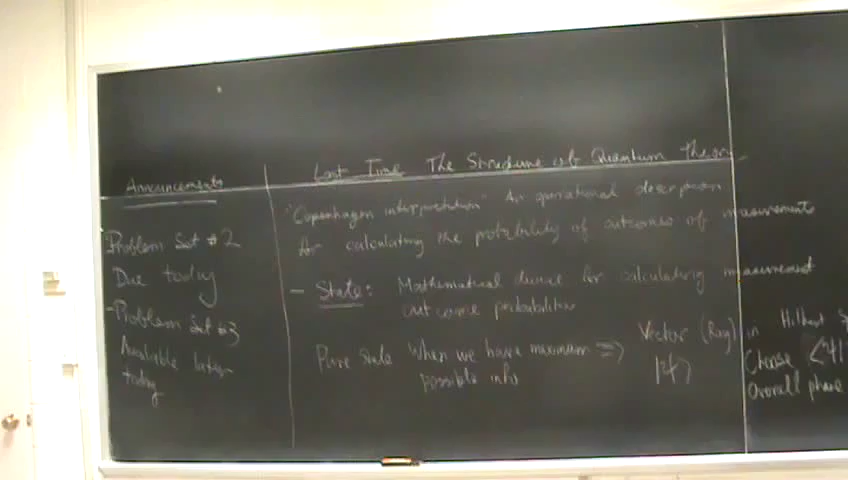 Announcements
Problem Set #2
Due today
- Problem Set #3
Available later
today
Last Time The Structure of Quantum Theory
"Copenhagen interpretation" An operational description
for calculating the probability of outcomes of measurements
- State: Mathematical device for calculating measurement
outcome probabilities
Pure State When we have maximum ⇒ Vector (Ray) in Hilbert
possible info |ψ⟩
Choose ⟨ψ|
Overall phase